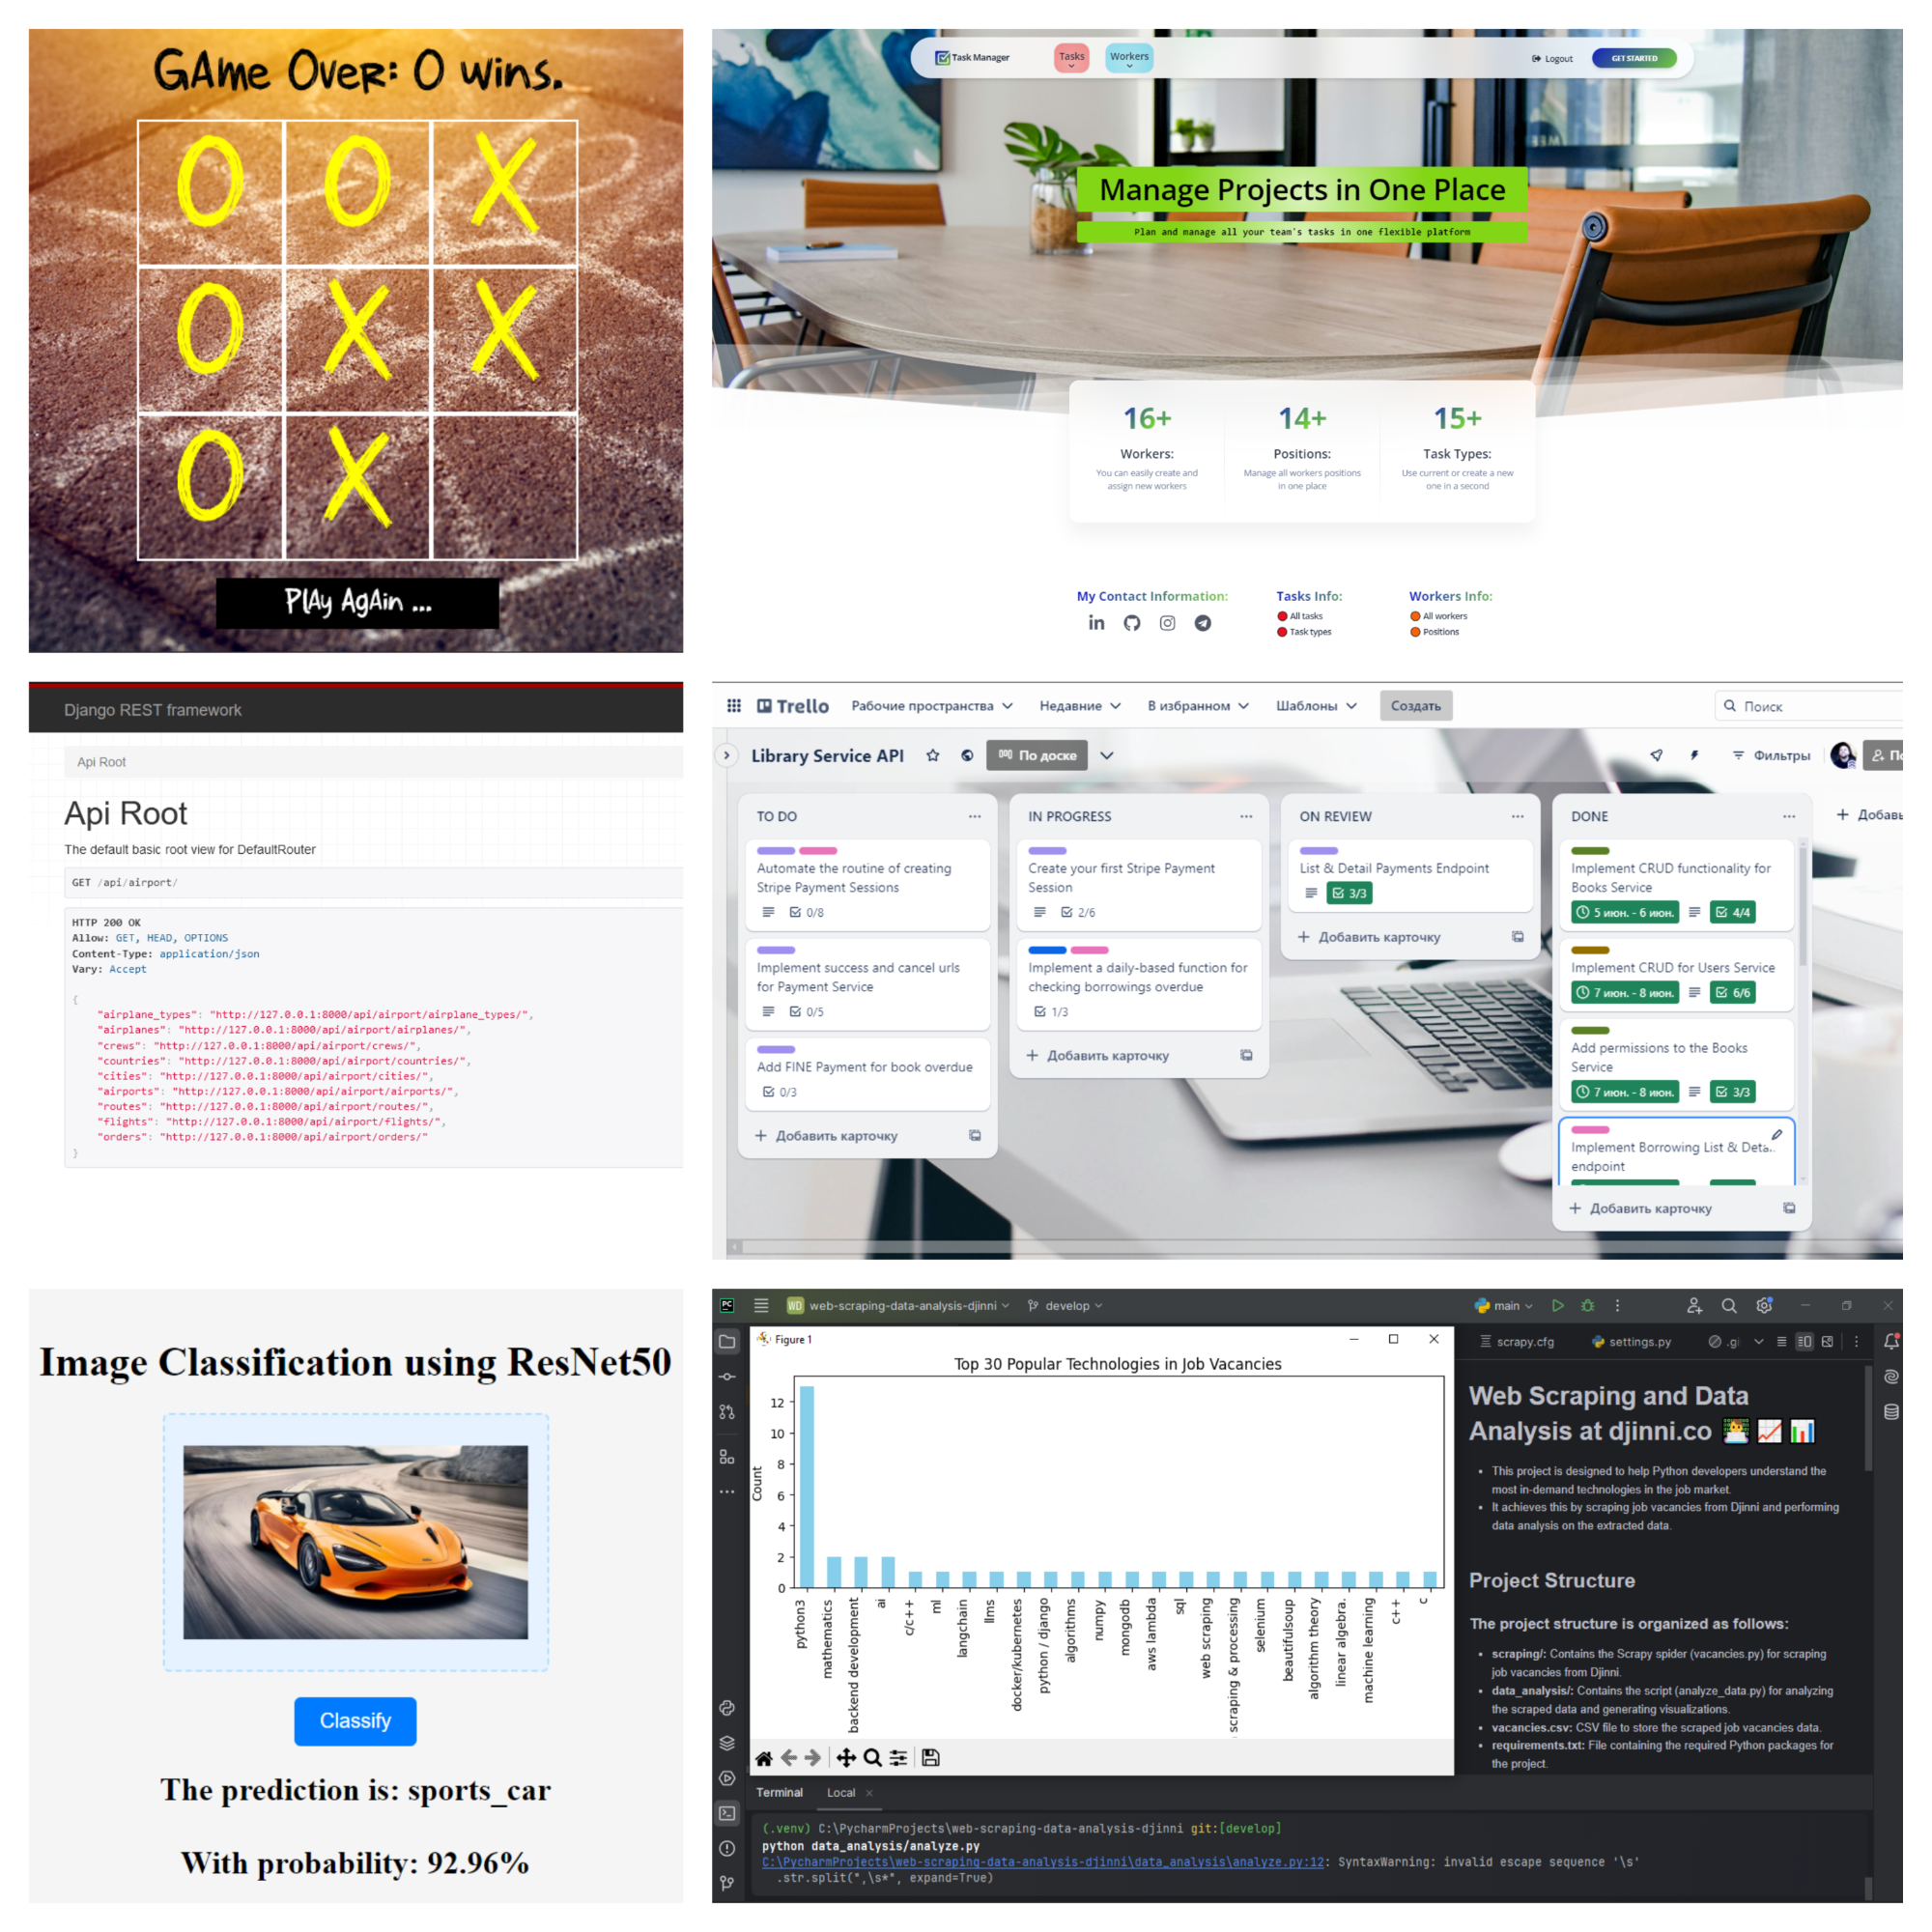 GAme Over: O wins.
O O X
O X X
O X
PlAy AgAin ...
Task Manager
Tasks
Workers
Logout
GET STARTED
Manage Projects in One Place
Plan and manage all your team's tasks in one flexible platform
16+
Workers:
You can easily create and
assign new workers
14+
Positions:
Manage all workers positions
in one place
15+
Task Types:
Use current or create a new
one in a second
My Contact Information:
Tasks Info:
All tasks
Task types
Workers Info:
All workers
Positions
Django REST framework
Api Root
Api Root
The default basic root view for DefaultRouter
GET /api/airport/
HTTP 200 OK
Allow: GET, HEAD, OPTIONS
Content-Type: application/json
Vary: Accept
{
"airplane_types": "http://127.0.0.1:8000/api/airport/airplane_types/",
"airplanes": "http://127.0.0.1:8000/api/airport/airplanes/",
"crews": "http://127.0.0.1:8000/api/airport/crews/",
"countries": "http://127.0.0.1:8000/api/airport/countries/",
"cities": "http://127.0.0.1:8000/api/airport/cities/",
"airports": "http://127.0.0.1:8000/api/airport/airports/",
"routes": "http://127.0.0.1:8000/api/airport/routes/",
"flights": "http://127.0.0.1:8000/api/airport/flights/",
"orders": "http://127.0.0.1:8000/api/airport/orders/"
}
Trello Рабочие пространства Недавние В избранном Шаблоны Создать Поиск
Library Service API По доске Фильтры
TO DO
Automate the routine of creating
Stripe Payment Sessions
0/8
Implement success and cancel urls
for Payment Service
0/5
Add FINE Payment for book overdue
0/3
+ Добавить карточку
IN PROGRESS
Create your first Stripe Payment
Session
2/6
Implement a daily-based function for
checking borrowings overdue
1/3
+ Добавить карточку
ON REVIEW
List & Detail Payments Endpoint
3/3
+ Добавить карточку
DONE
Implement CRUD functionality for
Books Service
5 июн. - 6 июн. 4/4
Implement CRUD for Users Service
7 июн. - 8 июн. 6/6
Add permissions to the Books
Service
7 июн. - 8 июн. 3/3
Implement Borrowing List & Deta..
endpoint
+ Добавить карточку
Image Classification using ResNet50
Classify
The prediction is: sports_car
With probability: 92.96%
PC WD web-scraping-data-analysis-djinni develop main
Figure 1
Top 30 Popular Technologies in Job Vacancies
Count
12
10
8
6
4
2
0
python3
mathematics
backend development
ai
c/c++
ml
langchain
llms
docker/kubernetes
python / django
algorithms
numpy
mongodb
aws lambda
sql
web scraping
scraping & processing
selenium
beautifulsoup
algorithm theory
linear algebra.
machine learning
c++
c
scrapy.cfg settings.py .gi
Web Scraping and Data
Analysis at djinni.co
• This project is designed to help Python developers understand the
most in-demand technologies in the job market.
• It achieves this by scraping job vacancies from Djinni and performing
data analysis on the extracted data.
Project Structure
The project structure is organized as follows:
• scraping/: Contains the Scrapy spider (vacancies.py) for scraping
job vacancies from Djinni.
• data_analysis/: Contains the script (analyze_data.py) for analyzing
the scraped data and generating visualizations.
• vacancies.csv: CSV file to store the scraped job vacancies data.
• requirements.txt: File containing the required Python packages for
the project.
Terminal Local
(.venv) C:\PycharmProjects\web-scraping-data-analysis-djinni git:[develop]
python data_analysis/analyze.py
C:\PycharmProjects\web-scraping-data-analysis-djinni\data_analysis\analyze.py:12: SyntaxWarning: invalid escape sequence '\s'
.str.split(",\s*", expand=True)